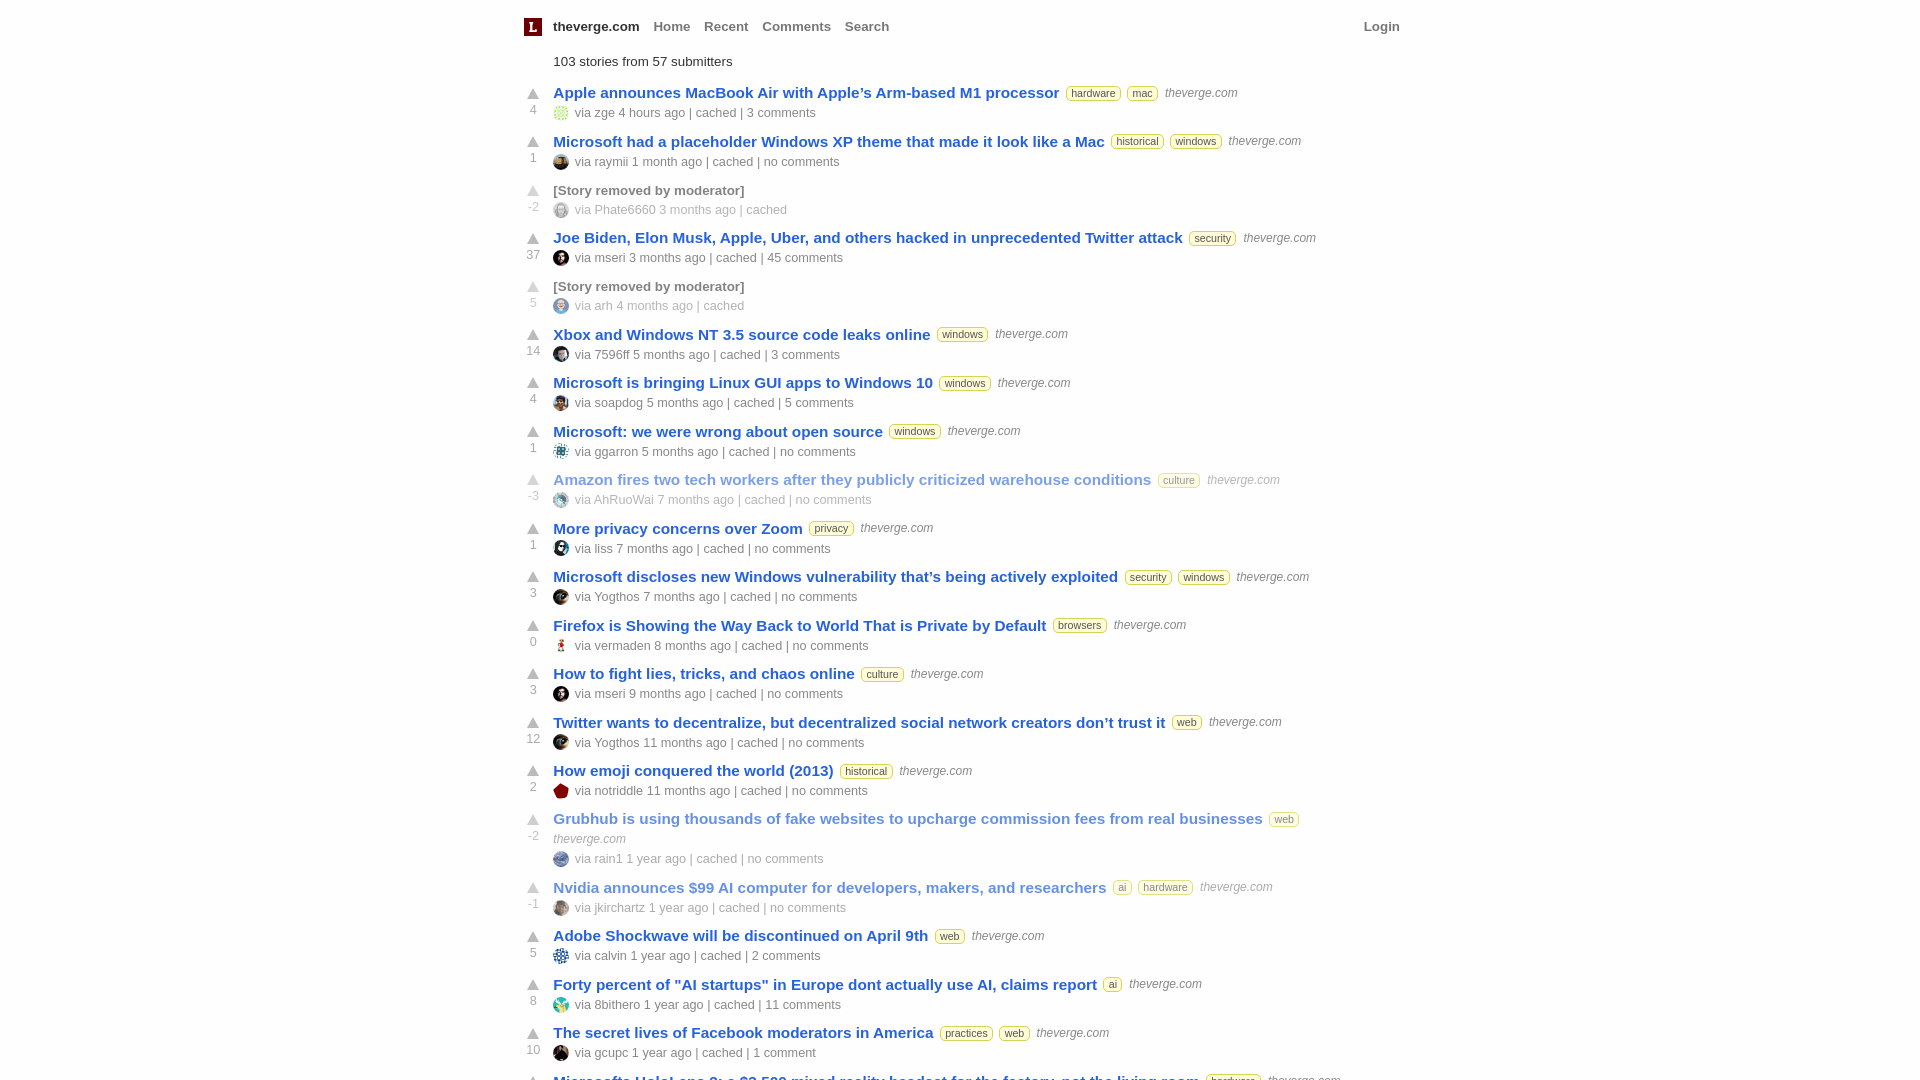 L theverge.com Home Recent Comments Search Login
103 stories from 57 submitters
Apple announces MacBook Air with Apple’s Arm-based M1 processor hardware mac theverge.com
4
via zge 4 hours ago | cached | 3 comments
Microsoft had a placeholder Windows XP theme that made it look like a Mac historical windows theverge.com
1
via raymii 1 month ago | cached | no comments
[Story removed by moderator]
-2
via Phate6660 3 months ago | cached
Joe Biden, Elon Musk, Apple, Uber, and others hacked in unprecedented Twitter attack security theverge.com
37
via mseri 3 months ago | cached | 45 comments
[Story removed by moderator]
5
via arh 4 months ago | cached
Xbox and Windows NT 3.5 source code leaks online windows theverge.com
14
via 7596ff 5 months ago | cached | 3 comments
Microsoft is bringing Linux GUI apps to Windows 10 windows theverge.com
4
via soapdog 5 months ago | cached | 5 comments
Microsoft: we were wrong about open source windows theverge.com
1
via ggarron 5 months ago | cached | no comments
Amazon fires two tech workers after they publicly criticized warehouse conditions culture theverge.com
-3
via AhRuoWai 7 months ago | cached | no comments
More privacy concerns over Zoom privacy theverge.com
1
via liss 7 months ago | cached | no comments
Microsoft discloses new Windows vulnerability that’s being actively exploited security windows theverge.com
3
via Yogthos 7 months ago | cached | no comments
Firefox is Showing the Way Back to World That is Private by Default browsers theverge.com
0
via vermaden 8 months ago | cached | no comments
How to fight lies, tricks, and chaos online culture theverge.com
3
via mseri 9 months ago | cached | no comments
Twitter wants to decentralize, but decentralized social network creators don’t trust it web theverge.com
12
via Yogthos 11 months ago | cached | no comments
How emoji conquered the world (2013) historical theverge.com
2
via notriddle 11 months ago | cached | no comments
Grubhub is using thousands of fake websites to upcharge commission fees from real businesses web
-2
theverge.com
via rain1 1 year ago | cached | no comments
Nvidia announces $99 AI computer for developers, makers, and researchers ai hardware theverge.com
-1
via jkirchartz 1 year ago | cached | no comments
Adobe Shockwave will be discontinued on April 9th web theverge.com
5
via calvin 1 year ago | cached | 2 comments
Forty percent of "AI startups" in Europe dont actually use AI, claims report ai theverge.com
8
via 8bithero 1 year ago | cached | 11 comments
The secret lives of Facebook moderators in America practices web theverge.com
10
via gcupc 1 year ago | cached | 1 comment
Microsofts HoloLens 2: a $3,500 mixed reality headset for the factory, not the living room hardware theverge.com